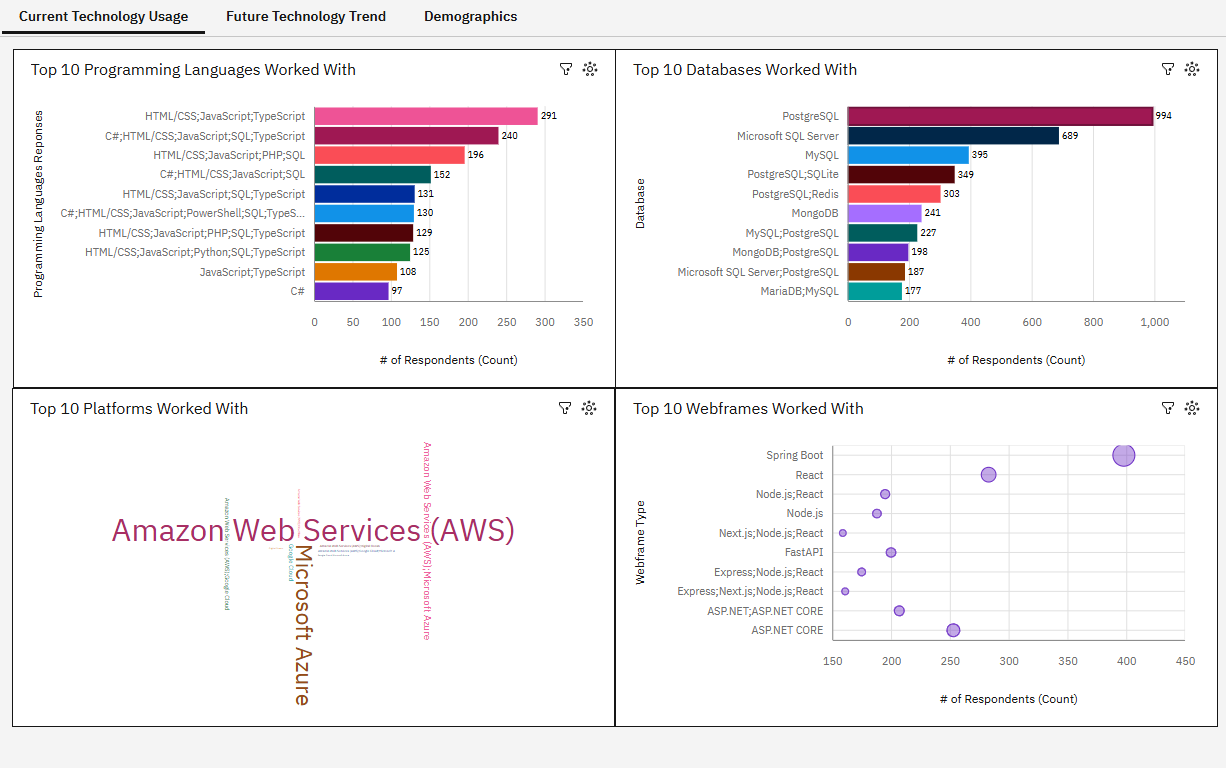 Current Technology Usage
Future Technology Trend
Demographics
Top 10 Programming Languages Worked With
Programming Languages Reponses
HTML/CSS;JavaScript;TypeScript
291
C#;HTML/CSS;JavaScript;SQL;TypeScript
240
HTML/CSS;JavaScript;PHP;SQL
196
C#;HTML/CSS;JavaScript;SQL
152
HTML/CSS;JavaScript;SQL;TypeScript
131
C#;HTML/CSS;JavaScript;PowerShell;SQL;TypeS...
130
HTML/CSS;JavaScript;PHP;SQL;TypeScript
129
HTML/CSS;JavaScript;Python;SQL;TypeScript
125
JavaScript;TypeScript
108
C#
97
0 50 100 150 200 250 300 350
# of Respondents (Count)
Top 10 Databases Worked With
Database
PostgreSQL
994
Microsoft SQL Server
689
MySQL
395
PostgreSQL;SQLite
349
PostgreSQL;Redis
303
MongoDB
241
MySQL;PostgreSQL
227
MongoDB;PostgreSQL
198
Microsoft SQL Server;PostgreSQL
187
MariaDB;MySQL
177
0 200 400 600 800 1,000
# of Respondents (Count)
Top 10 Platforms Worked With
Amazon Web Services (AWS)
Microsoft Azure
Amazon Web Services (AWS);Microsoft Azure
Amazon Web Services (AWS);Google Cloud
Google Cloud
Top 10 Webframes Worked With
Webframe Type
Spring Boot
React
Node.js;React
Node.js
Next.js;Node.js;React
FastAPI
Express;Node.js;React
Express;Next.js;Node.js;React
ASP.NET;ASP.NET CORE
ASP.NET CORE
150 200 250 300 350 400 450
# of Respondents (Count)